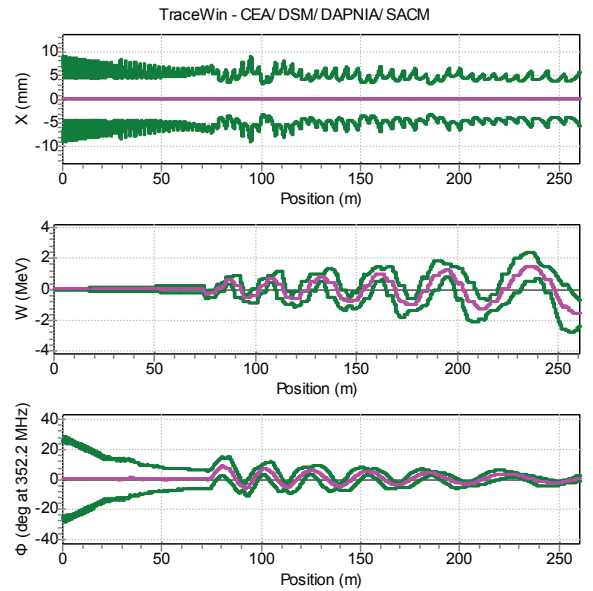 TraceWin - CEA/ DSM/ DAPNIA/ SACM
X (mm)
10
5
0
-5
-10
0 50 100 150 200 250
Position (m)
W (MeV)
4
2
0
-2
-4
0 50 100 150 200 250
Position (m)
Φ (deg at 352.2 MHz)
40
20
0
-20
-40
0 50 100 150 200 250
Position (m)